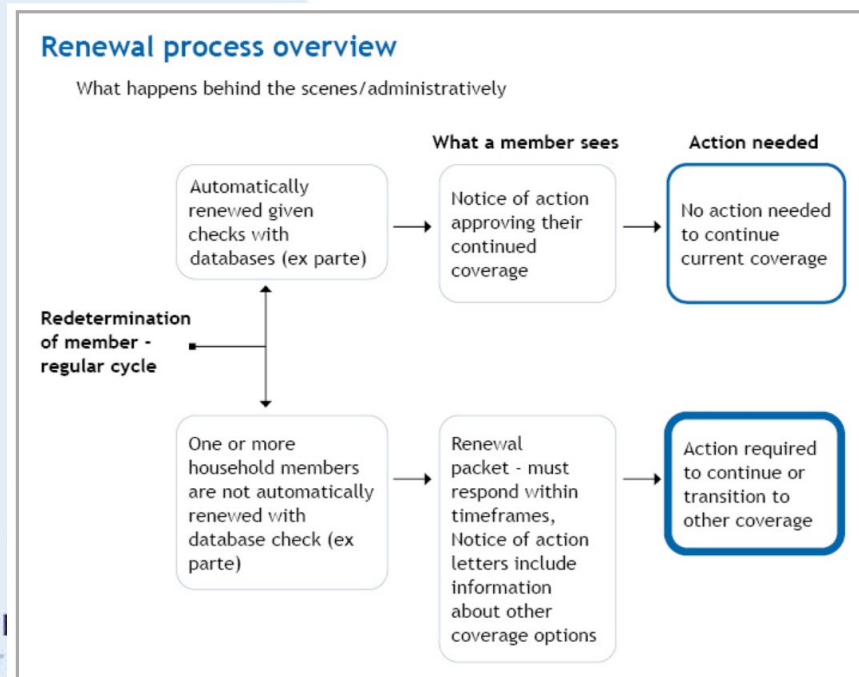 Renewal process overview
What happens behind the scenes/administratively
What a member sees
Action needed
Automatically
renewed given
checks with
databases (ex parte)
Notice of action
approving their
continued
coverage
No action needed
to continue
current coverage
Redetermination
of member -
regular cycle
One or more
household members
are not automatically
renewed with
database check (ex
parte)
Renewal
packet - must
respond within
timeframes,
Notice of action
letters include
information
about other
coverage options
Action required
to continue or
transition to
other coverage